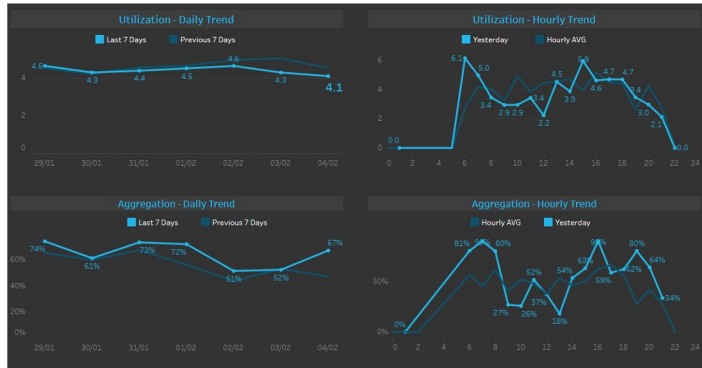 Utilization - Daily Trend
Last 7 Days Previous 7 Days
4.6 4.3 4.4 4.5 4.6 4.3 4.1
4
2
0
29/01 30/01 31/01 01/02 02/02 03/02 04/02
Utilization - Hourly Trend
Yesterday Hourly AVG
6.1 5.0 3.4 2.9 2.9 3.4 2.2 4.5 3.9 4.6 4.7 4.7 3.4 3.0 2.1 0.0
0.0
6
4
2
0
0 2 4 6 8 10 12 14 16 18 20 22 24
Aggregation - Daily Trend
Last 7 Days Previous 7 Days
74% 61% 73% 72% 51% 52% 67%
60%
40%
20%
0%
29/01 30/01 31/01 01/02 02/02 03/02 04/02
Aggregation - Hourly Trend
Hourly AVG Yesterday
0% 81% 80% 27% 26% 52% 37% 18% 54% 63% 59% 62% 80% 64% 34%
50%
0%
0 2 4 6 8 10 12 14 16 18 20 22 24